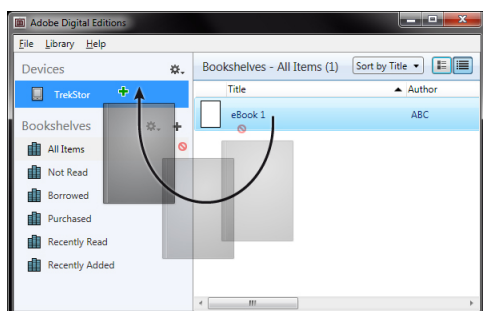 Adobe Digital Editions
File Library Help
Devices
TrekStor
Bookshelves
All Items
Not Read
Borrowed
Purchased
Recently Read
Recently Added
Bookshelves - All Items (1) Sort by Title
Title Author
eBook 1 ABC